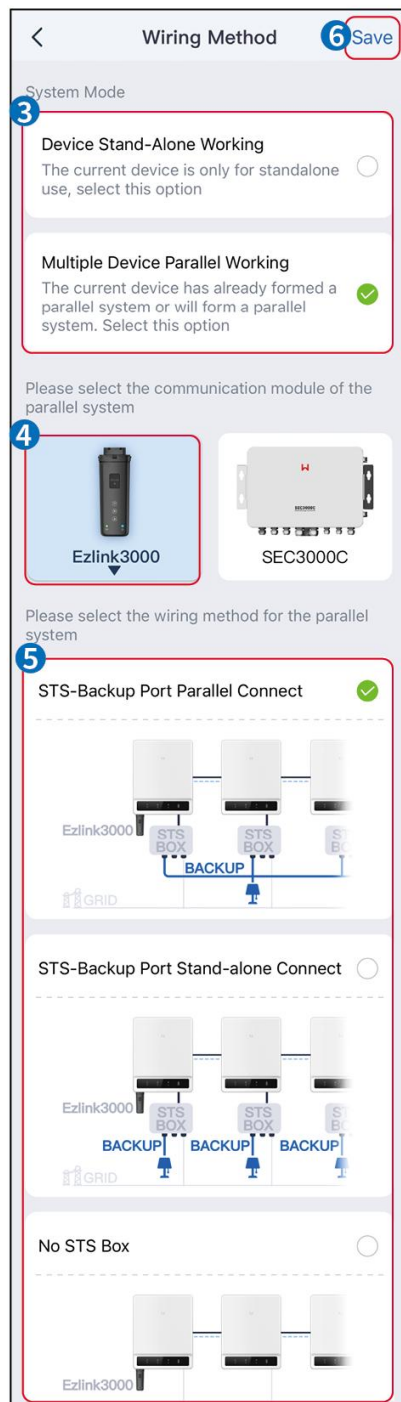 Wiring Method
6 Save
System Mode
3
Device Stand-Alone Working
The current device is only for standalone
use, select this option
Multiple Device Parallel Working
The current device has already formed a
parallel system or will form a parallel
system. Select this option
Please select the communication module of the
parallel system
4
SEC3000C
Ezlink3000
SEC3000C
Please select the wiring method for the parallel
system
5
STS-Backup Port Parallel Connect
Ezlink3000
STS STS ST
BOX BOX BO
BACKUP
GRID
STS-Backup Port Stand-alone Connect
Ezlink3000
STS STS ST
BOX BOX BO
BACKUP BACKUP BACKUP
GRID
No STS Box
Ezlink3000